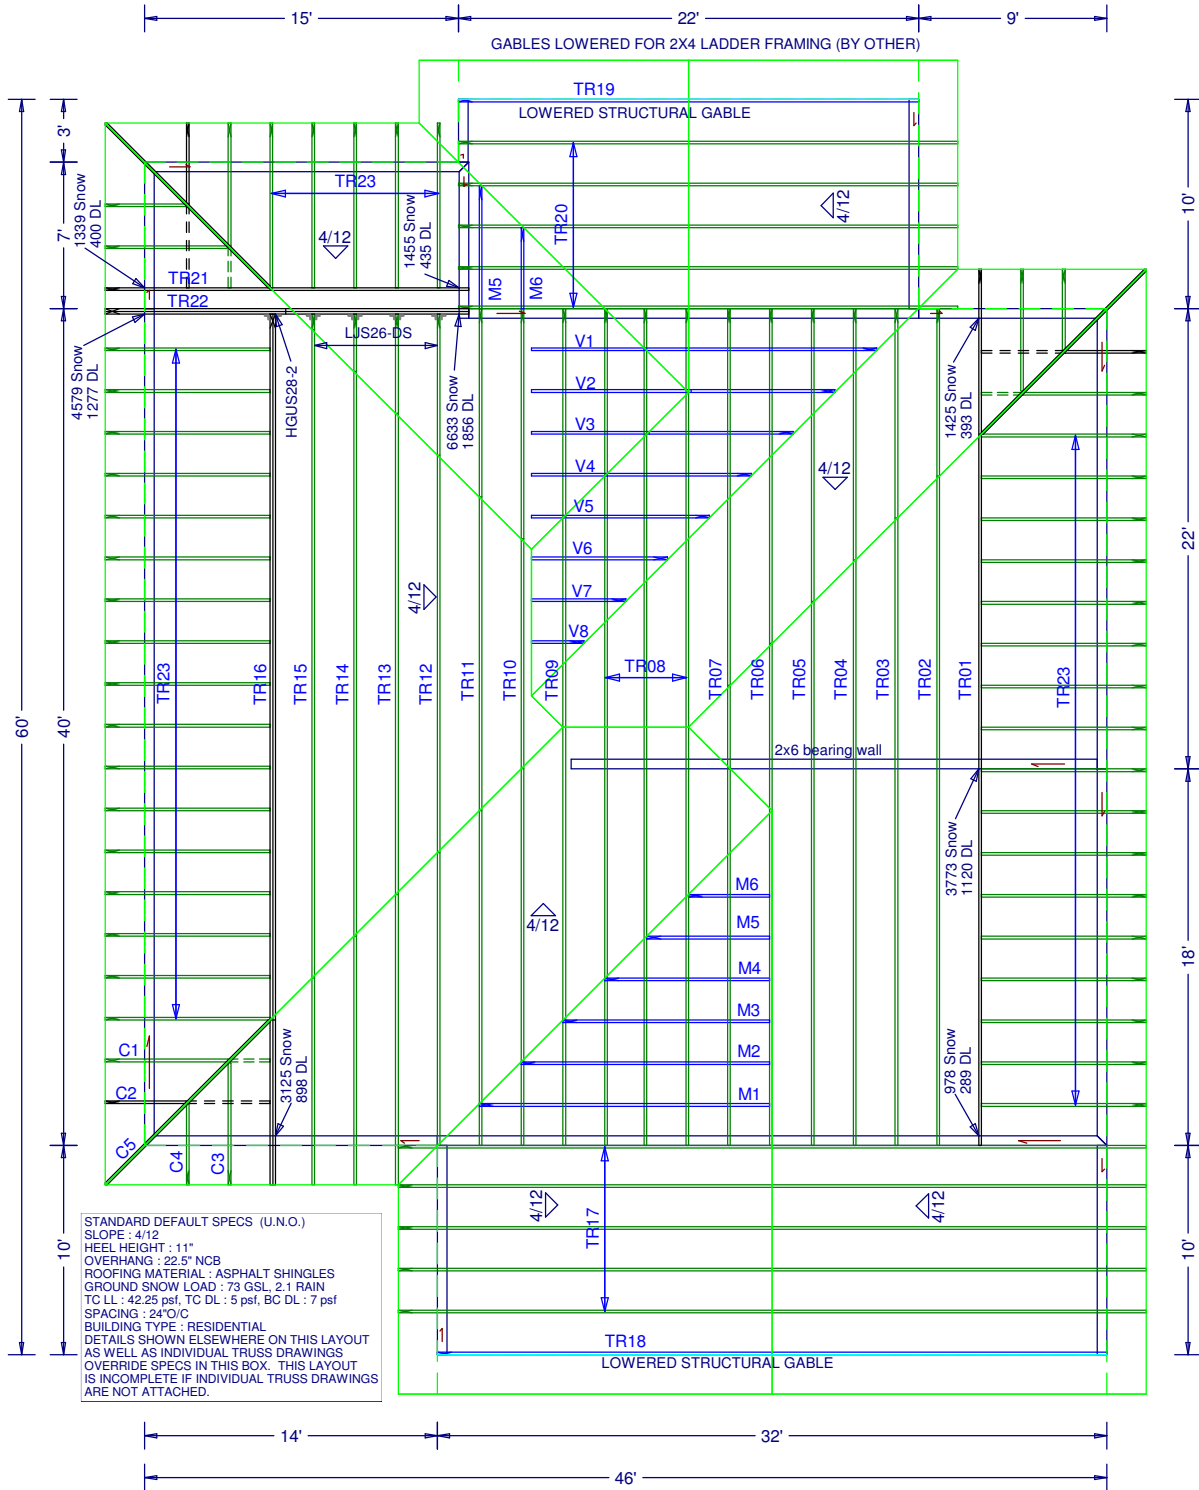 15'
22'
9'
GABLES LOWERED FOR 2X4 LADDER FRAMING (BY OTHER)
TR19
LOWERED STRUCTURAL GABLE
3'
7'
10'
TR23
TR20
4/12
4/12
1339 Snow
400 DL
1455 Snow
435 DL
TR21
TR22
M5
M6
LJS26-DS
HGUS28-2
4579 Snow
1277 DL
6633 Snow
1856 DL
1425 Snow
393 DL
V1
V2
V3
V4
V5
V6
V7
V8
4/12
4/12
22'
60'
40'
TR23
TR16
TR15
TR14
TR13
TR12
TR11
TR10
TR09
TR08
TR07
TR06
TR05
TR04
TR03
TR02
TR01
TR23
2x6 bearing wall
3773 Snow
1120 DL
M6
M5
M4
M3
M2
M1
4/12
18'
C1
C2
C5
C4
C3
3125 Snow
898 DL
978 Snow
289 DL
4/12
4/12
TR17
10'
10'
TR18
LOWERED STRUCTURAL GABLE
STANDARD DEFAULT SPECS (U.N.O.)
SLOPE : 4/12
HEEL HEIGHT : 11"
OVERHANG : 22.5" NCB
ROOFING MATERIAL : ASPHALT SHINGLES
GROUND SNOW LOAD : 73 GSL, 2.1 RAIN
TC LL : 42.25 psf, TC DL : 5 psf, BC DL : 7 psf
SPACING : 24"O/C
BUILDING TYPE : RESIDENTIAL
DETAILS SHOWN ELSEWHERE ON THIS LAYOUT
AS WELL AS INDIVIDUAL TRUSS DRAWINGS
OVERRIDE SPECS IN THIS BOX. THIS LAYOUT
IS INCOMPLETE IF INDIVIDUAL TRUSS DRAWINGS
ARE NOT ATTACHED.
14'
32'
46'